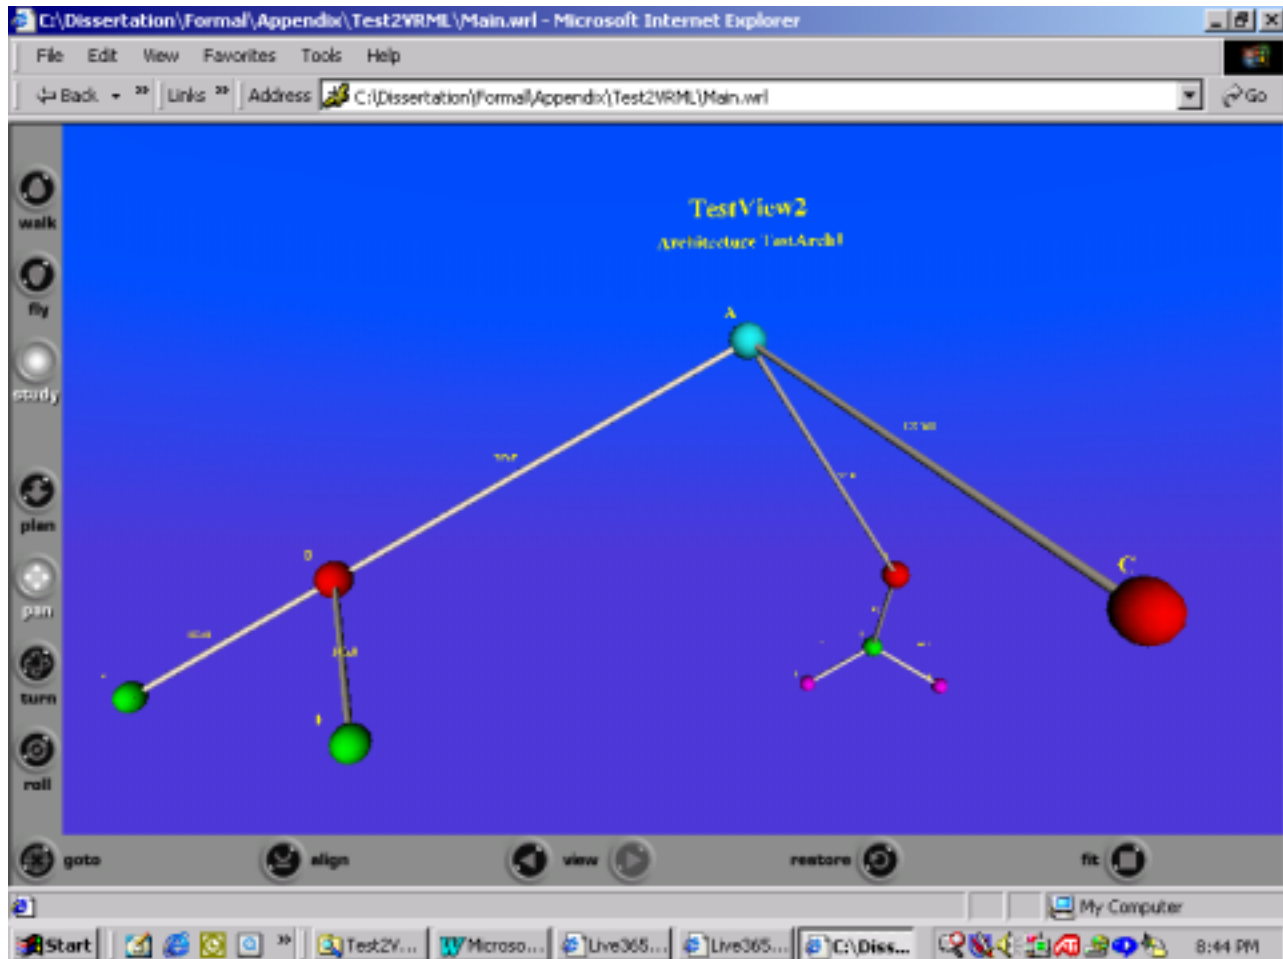 C:\Dissertation\Formal\Appendix\Test2VRML\Main.wrl - Microsoft Internet Explorer
File Edit View Favorites Tools Help
Back Links Address C:\Dissertation\Formal\Appendix\Test2VRML\Main.wrl Go
walk
fly
study
plan
pan
turn
roll
TestView2
Architecture TestArch1
A
C
goto align view restore fit
My Computer
Start Test2V... Microso... Live365... Live365... C:\Diss... 8:44 PM